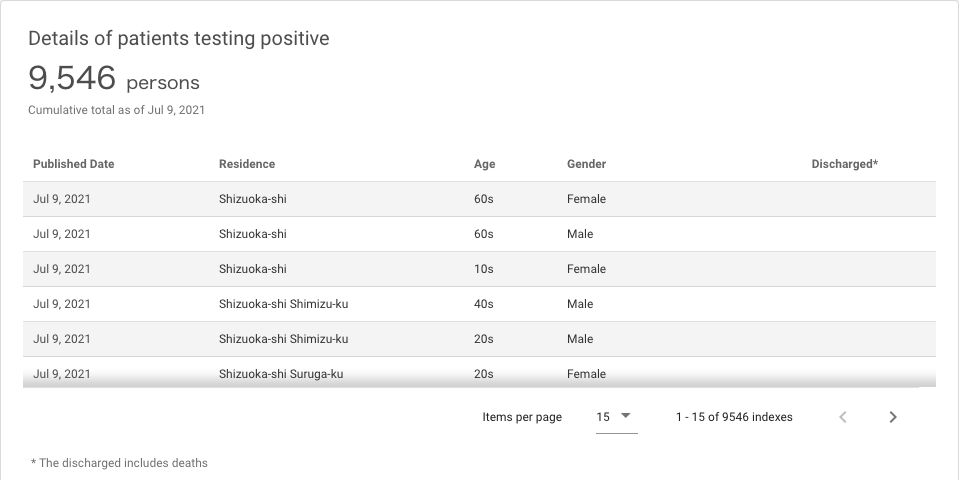 Details of patients testing positive
9,546 persons
Cumulative total as of Jul 9, 2021
Published Date Residence Age Gender Discharged*
Jul 9, 2021 Shizuoka-shi 60s Female
Jul 9, 2021 Shizuoka-shi 60s Male
Jul 9, 2021 Shizuoka-shi 10s Female
Jul 9, 2021 Shizuoka-shi Shimizu-ku 40s Male
Jul 9, 2021 Shizuoka-shi Shimizu-ku 20s Male
Jul 9, 2021 Shizuoka-shi Suruga-ku 20s Female
Items per page 15 1 - 15 of 9546 indexes
* The discharged includes deaths